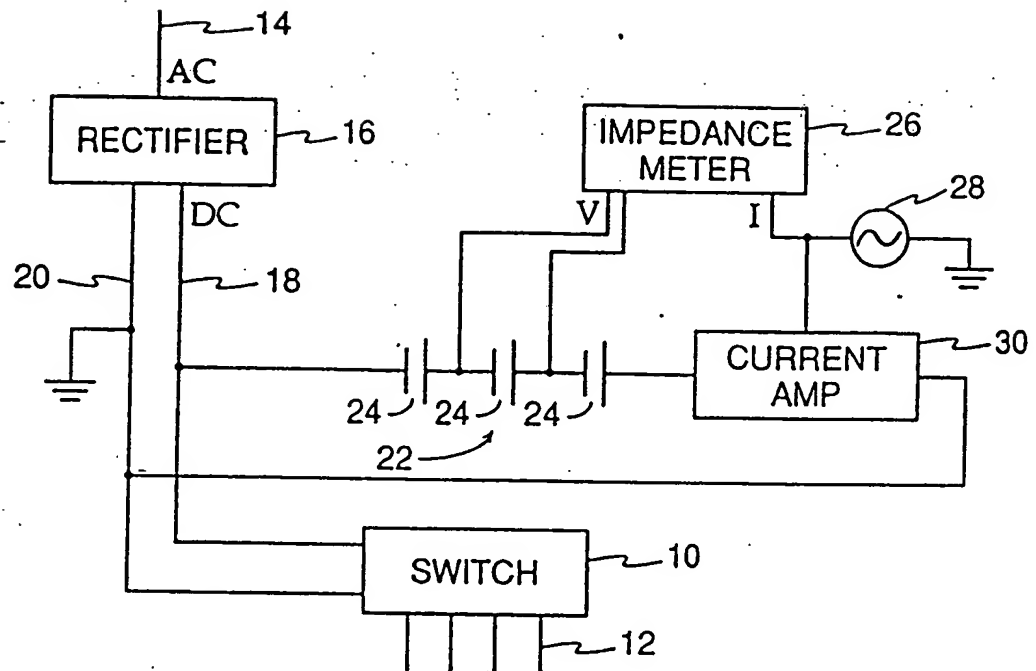 14
AC
RECTIFIER
16
IMPEDANCE
METER
26
V
I
28
DC
20
18
CURRENT
AMP
30
24
24
24
22
SWITCH
10
12